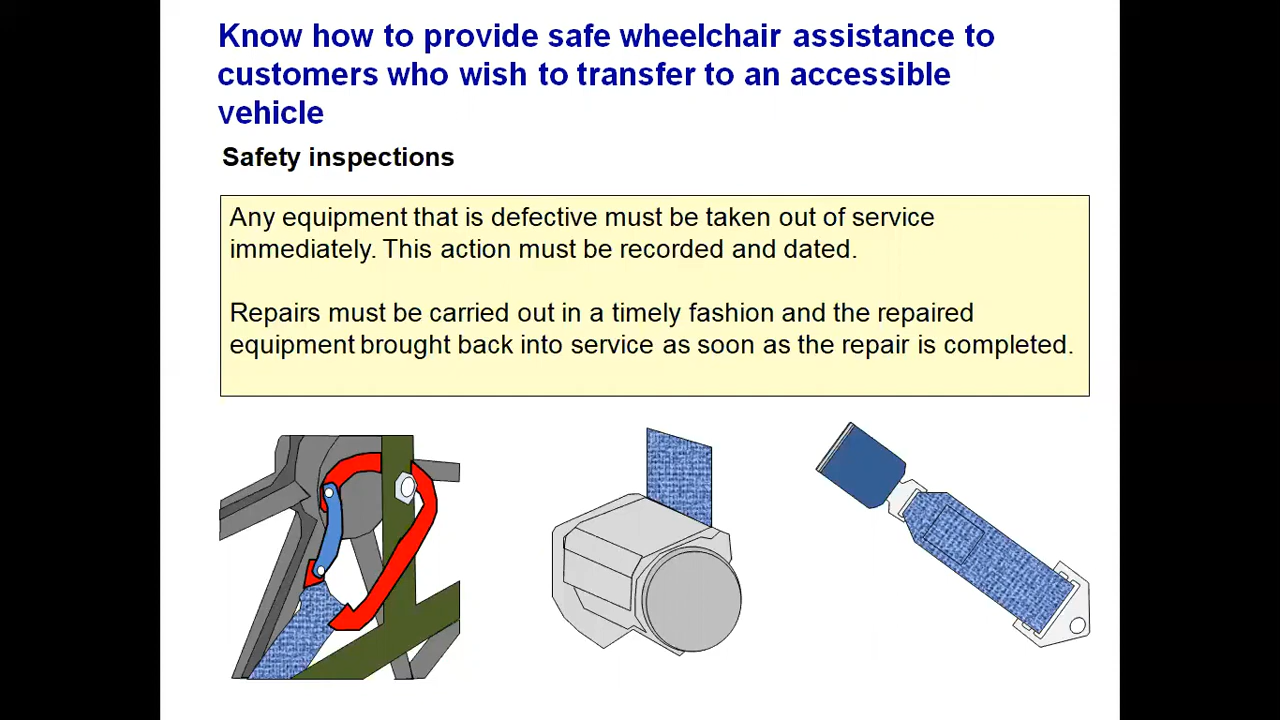 Know how to provide safe wheelchair assistance to
customers who wish to transfer to an accessible
vehicle
Safety inspections
Any equipment that is defective must be taken out of service
immediately. This action must be recorded and dated.
Repairs must be carried out in a timely fashion and the repaired
equipment brought back into service as soon as the repair is completed.